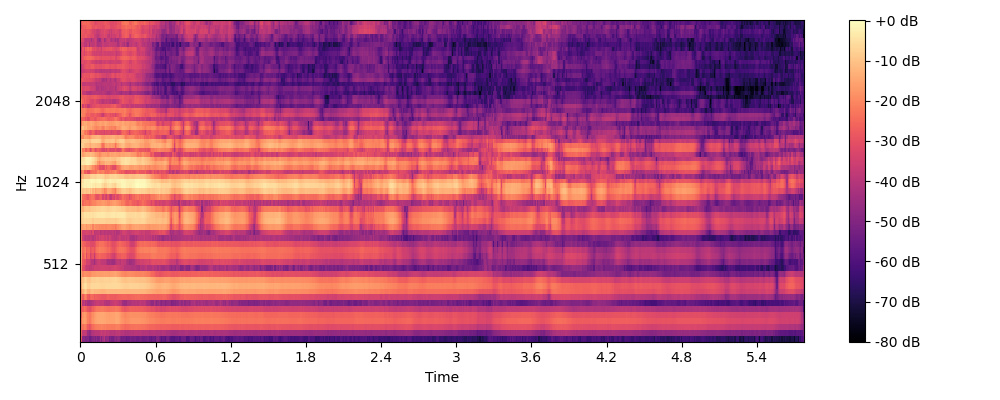 +0 dB
-10 dB
2048
-20 dB
-30 dB
Hz
1024
-40 dB
-50 dB
512
-60 dB
-70 dB
-80 dB
0 0.6 1.2 1.8 2.4 3 3.6 4.2 4.8 5.4
Time